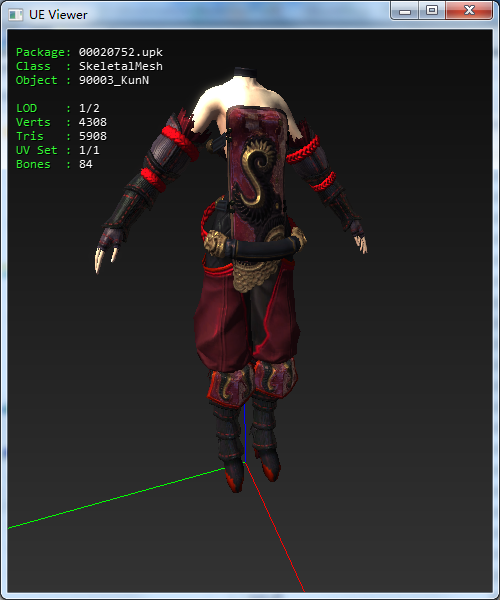 UE Viewer
Package: 00020752.upk
Class : SkeletalMesh
Object : 90003_KunN
LOD : 1/2
Verts : 4308
Tris : 5908
UV Set : 1/1
Bones : 84